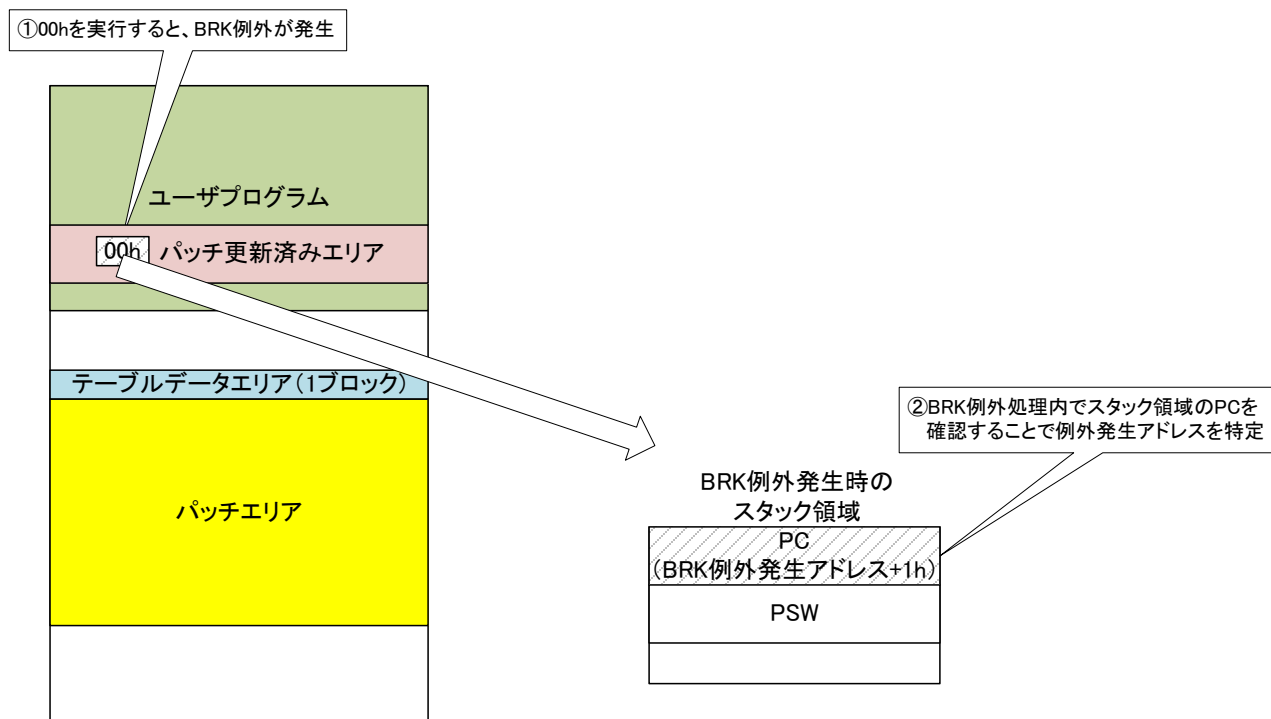 ①00hを実行すると、BRK例外が発生
ユーザプログラム
00h パッチ更新済みエリア
テーブルデータエリア(1ブロック)
パッチエリア
②BRK例外処理内でスタック領域のPCを
確認することで例外発生アドレスを特定
BRK例外発生時の
スタック領域
PC
(BRK例外発生アドレス+1h)
PSW